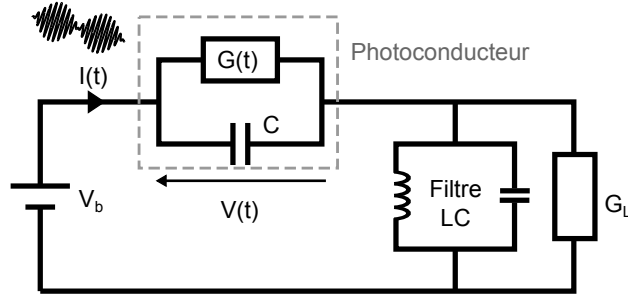 I(t)
G(t)
Photoconducteur
C
V(t)
V_b
Filtre
LC
G_L